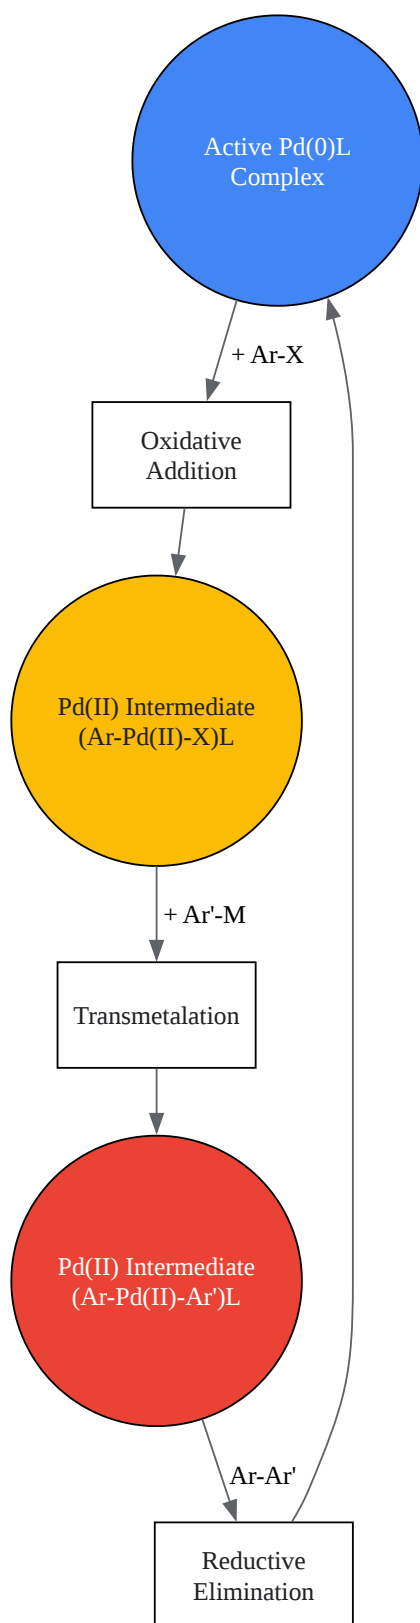 Active Pd(0)L
Complex
+ Ar-X
Oxidative
Addition
Pd(II) Intermediate
(Ar-Pd(II)-X)L
+ Ar'-M
Transmetalation
Pd(II) Intermediate
(Ar-Pd(II)-Ar')L
Ar-Ar'
Reductive
Elimination